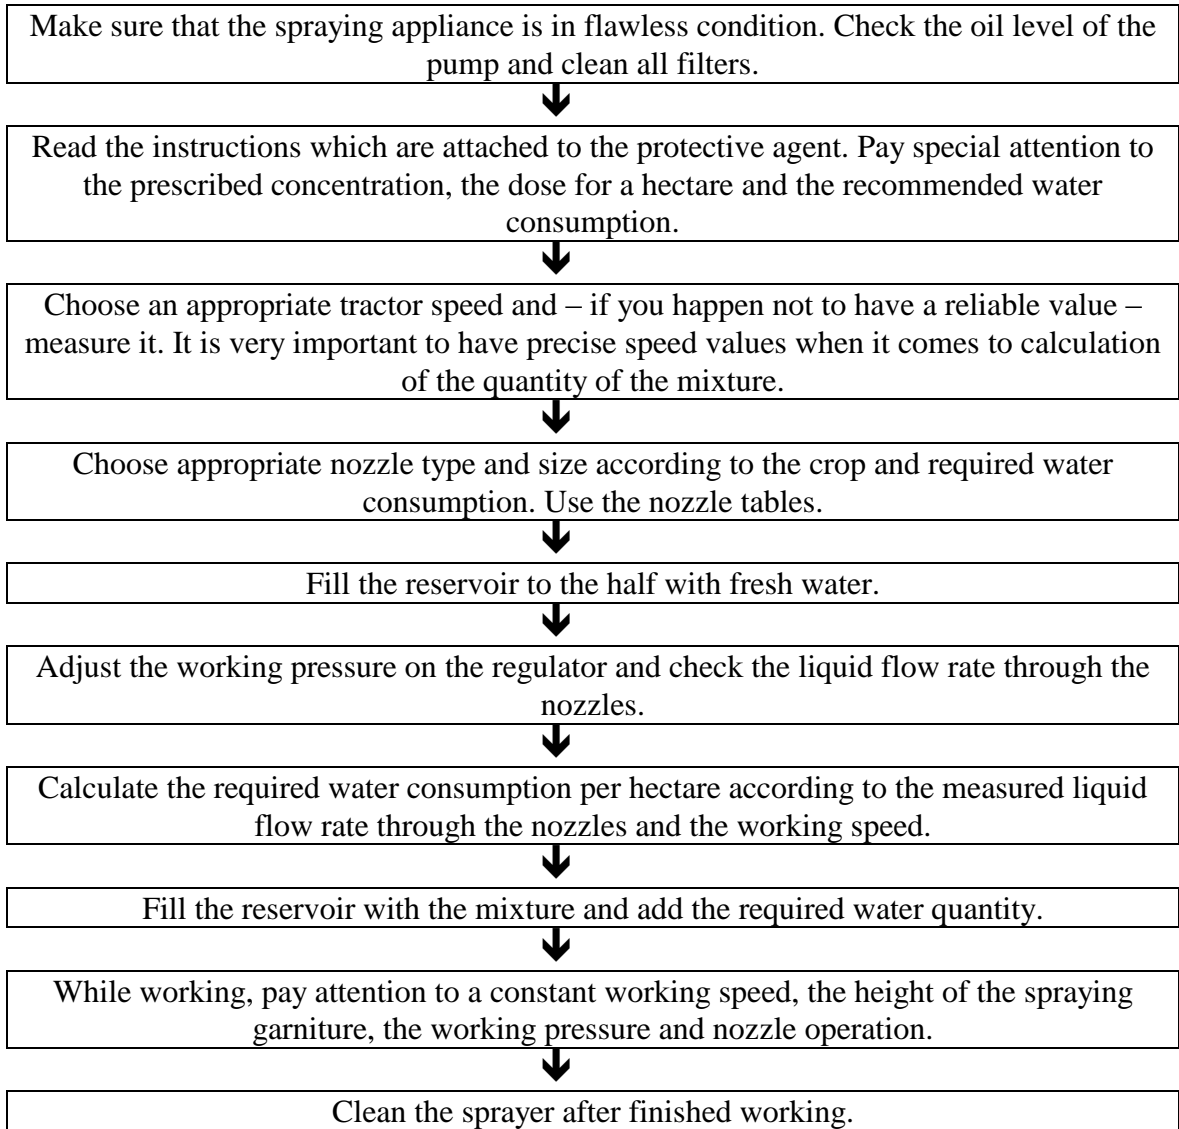 Make sure that the spraying appliance is in flawless condition. Check the oil level of the
pump and clean all filters.
Read the instructions which are attached to the protective agent. Pay special attention to
the prescribed concentration, the dose for a hectare and the recommended water
consumption.
Choose an appropriate tractor speed and – if you happen not to have a reliable value –
measure it. It is very important to have precise speed values when it comes to calculation
of the quantity of the mixture.
Choose appropriate nozzle type and size according to the crop and required water
consumption. Use the nozzle tables.
Fill the reservoir to the half with fresh water.
Adjust the working pressure on the regulator and check the liquid flow rate through the
nozzles.
Calculate the required water consumption per hectare according to the measured liquid
flow rate through the nozzles and the working speed.
Fill the reservoir with the mixture and add the required water quantity.
While working, pay attention to a constant working speed, the height of the spraying
garniture, the working pressure and nozzle operation.
Clean the sprayer after finished working.